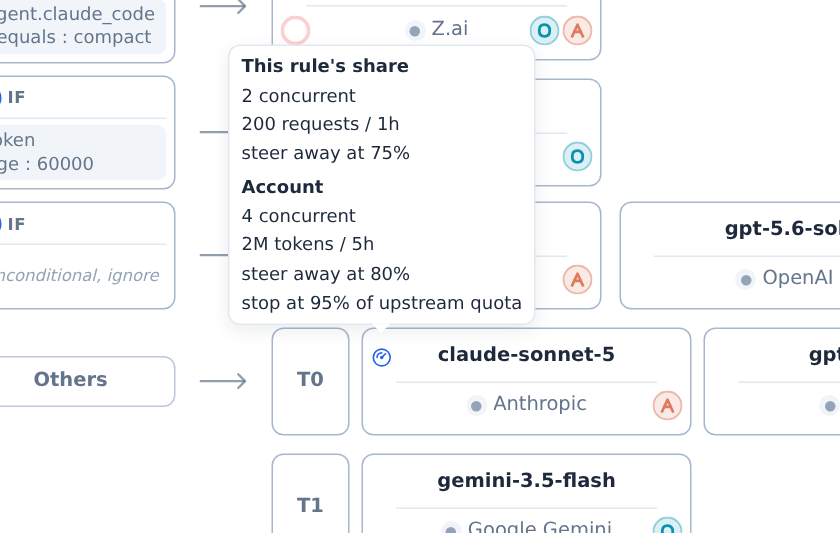 gent.claude_code
equals : compact
Z.ai
O
A
IF
oken
ge : 60000
O
IF
nconditional, ignore
A
This rule's share
2 concurrent
200 requests / 1h
steer away at 75%
Account
4 concurrent
2M tokens / 5h
steer away at 80%
stop at 95% of upstream quota
gpt-5.6-sol
OpenAI
Others
T0
claude-sonnet-5
Anthropic
A
gpt
T1
gemini-3.5-flash
Google Gemini
O